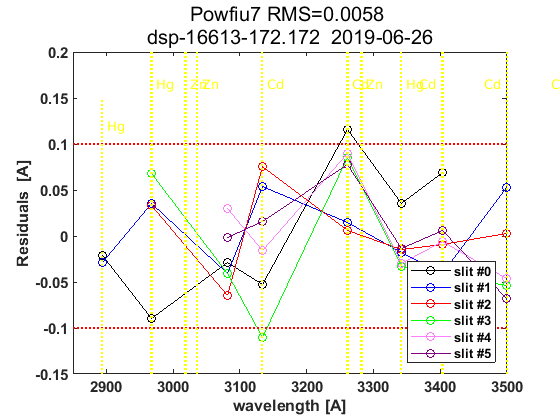 Powfiu7 RMS=0.0058
dsp-16613-172.172 2019-06-26
0.2
0.15
0.1
0.05
0
-0.05
-0.1
-0.15
Residuals [A]
Hg
Hg
Zn
Zn
Cd
Cd
Zn
Hg
Cd
Cd
C
slit #0
slit #1
slit #2
slit #3
slit #4
slit #5
2900
3000
3100
3200
3300
3400
3500
wavelength [A]